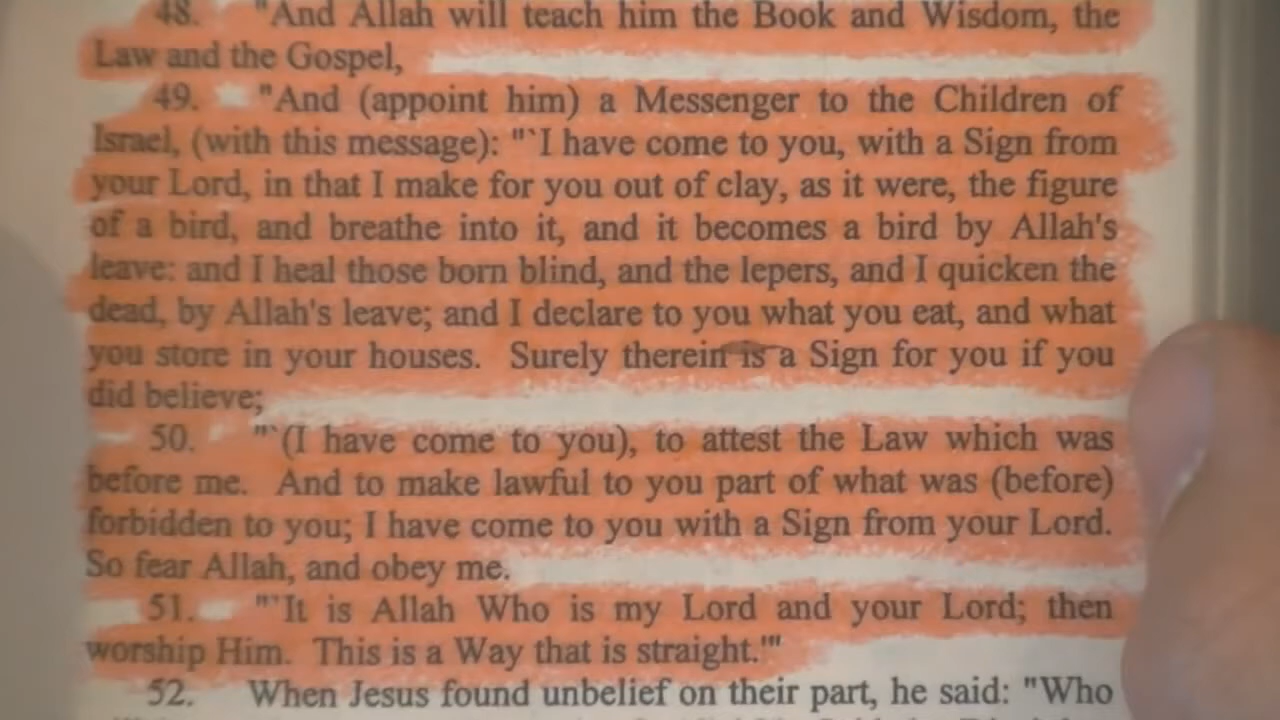 48. "And Allah will teach him the Book and Wisdom, the
Law and the Gospel,
49. "And (appoint him) a Messenger to the Children of
Israel, (with this message): "`I have come to you, with a Sign from
your Lord, in that I make for you out of clay, as it were, the figure
of a bird, and breathe into it, and it becomes a bird by Allah's
leave: and I heal those born blind, and the lepers, and I quicken the
dead, by Allah's leave; and I declare to you what you eat, and what
you store in your houses. Surely therein is a Sign for you if you
did believe;
50. "`(I have come to you), to attest the Law which was
before me. And to make lawful to you part of what was (before)
forbidden to you; I have come to you with a Sign from your Lord.
So fear Allah, and obey me.
51. "`It is Allah Who is my Lord and your Lord; then
worship Him. This is a Way that is straight.'"
52. When Jesus found unbelief on their part, he said: "Who